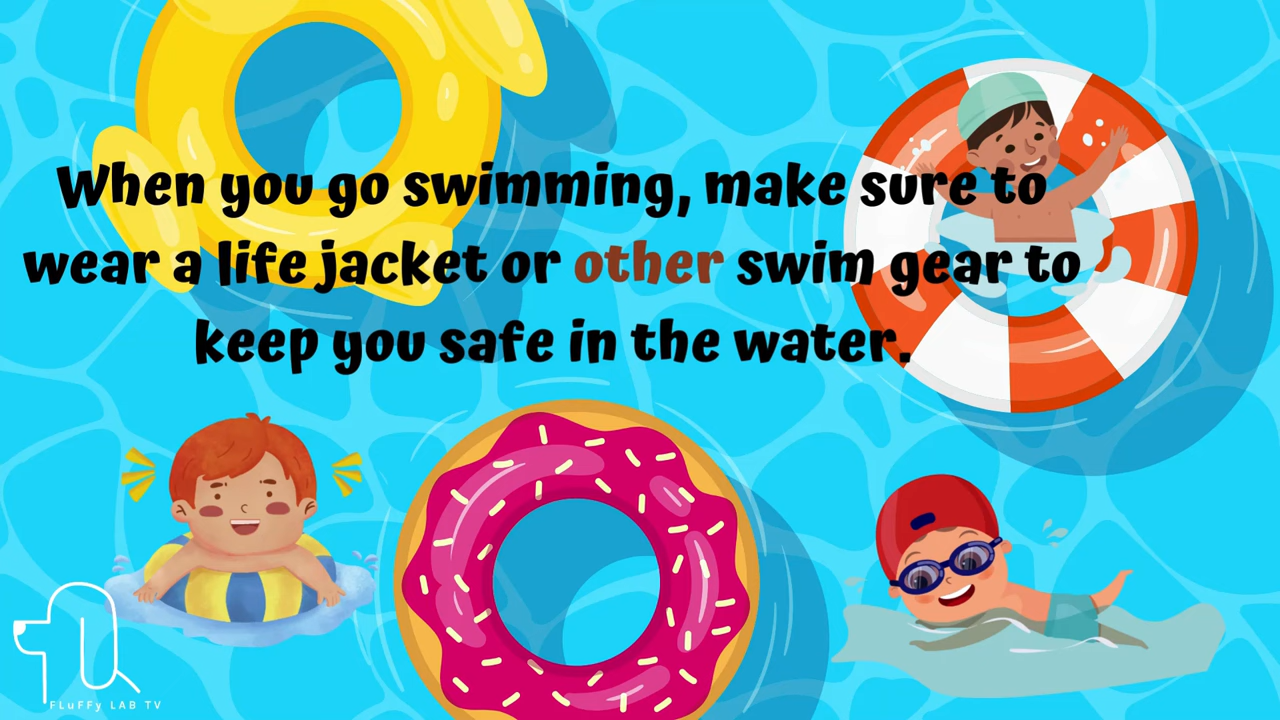 When you go swimming, make sure to
wear a life jacket or other swim gear to
keep you safe in the water.
FLuFFy LAB TV